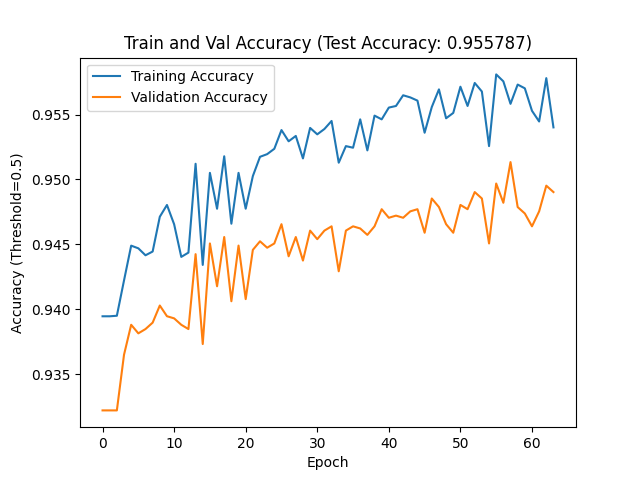 Train and Val Accuracy (Test Accuracy: 0.955787)
Training Accuracy
Validation Accuracy
Accuracy (Threshold=0.5)
0.955
0.950
0.945
0.940
0.935
0 10 20 30 40 50 60
Epoch